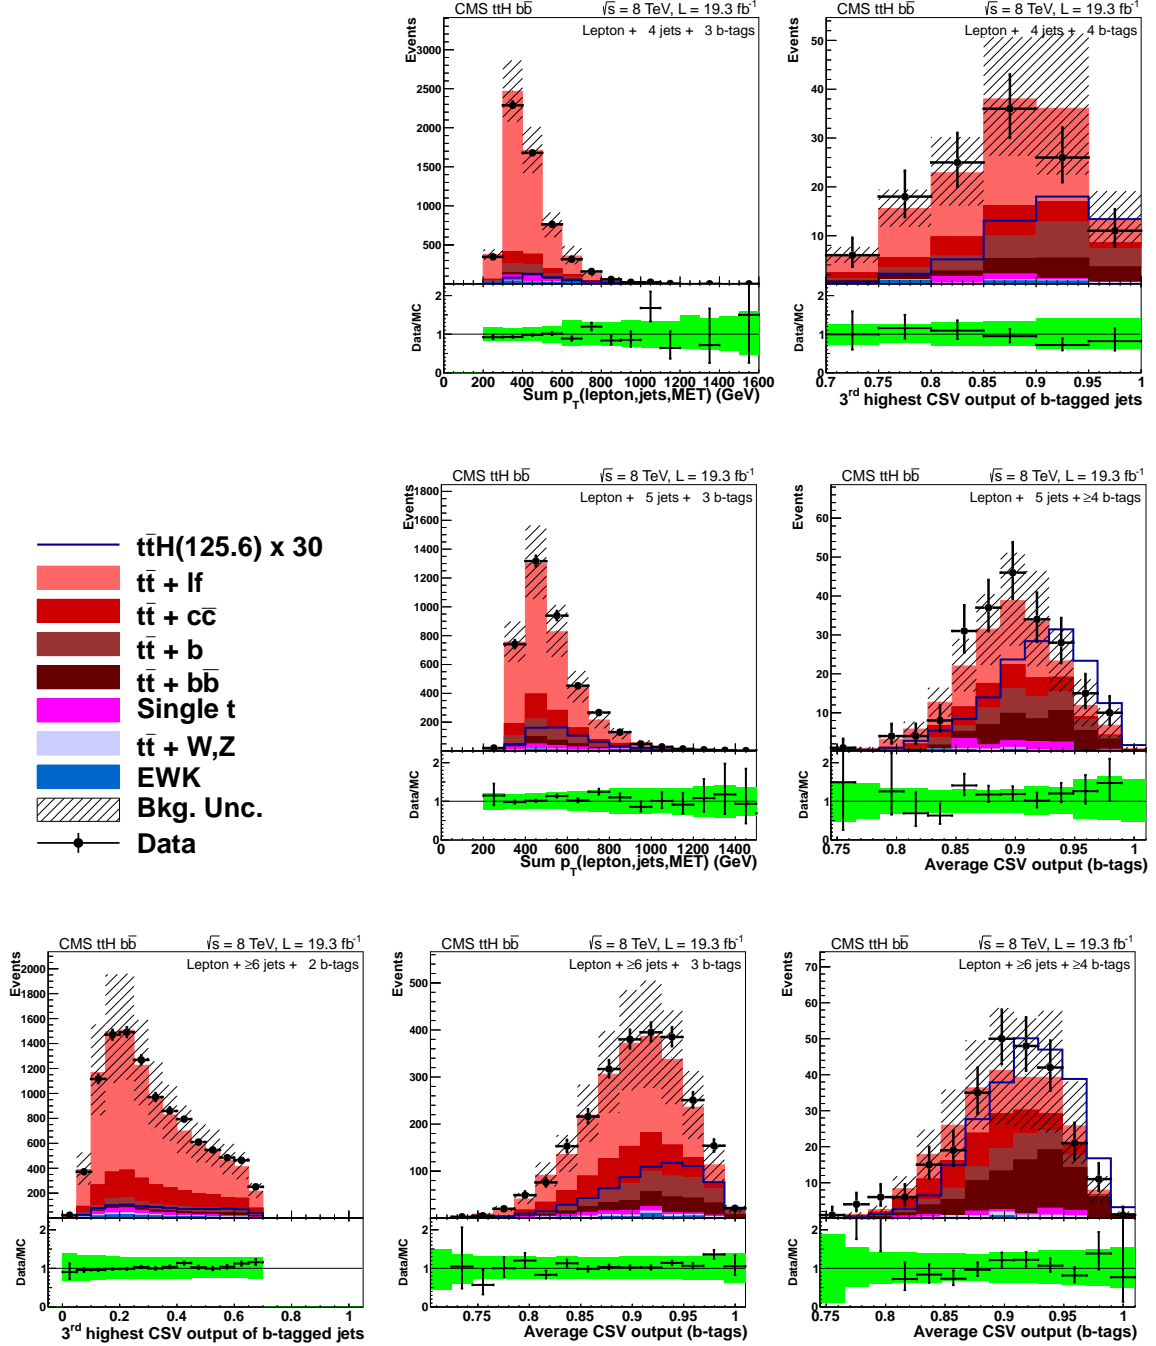 CMS ttH bb̅ √s = 8 TeV, L = 19.3 fb⁻¹
Lepton + 4 jets + 3 b-tags
Events
3000
2500
2000
1500
1000
500
Data/MC
2
1
0
0 200 400 600 800 1000 1200 1400 1600
Sum p_T(lepton,jets,MET) (GeV)
CMS ttH bb̅ √s = 8 TeV, L = 19.3 fb⁻¹
Lepton + 4 jets + 4 b-tags
Events
50
40
30
20
10
Data/MC
2
1
0
0.7 0.75 0.8 0.85 0.9 0.95 1
3ʳᵈ highest CSV output of b-tagged jets
CMS ttH bb̅ √s = 8 TeV, L = 19.3 fb⁻¹
Lepton + 5 jets + 3 b-tags
Events
1800
1600
1400
1200
1000
800
600
400
200
Data/MC
2
1
0
0 200 400 600 800 1000 1200 1400
Sum p_T(lepton,jets,MET) (GeV)
CMS ttH bb̅ √s = 8 TeV, L = 19.3 fb⁻¹
Lepton + 5 jets + ≥4 b-tags
Events
60
50
40
30
20
10
Data/MC
2
1
0
0.75 0.8 0.85 0.9 0.95 1
Average CSV output (b-tags)
tt̅H(125.6) x 30
tt̅ + lf
tt̅ + cc̅
tt̅ + b
tt̅ + bb̅
Single t
tt̅ + W,Z
EWK
Bkg. Unc.
Data
CMS ttH bb̅ √s = 8 TeV, L = 19.3 fb⁻¹
Lepton + ≥6 jets + 2 b-tags
Events
2000
1800
1600
1400
1200
1000
800
600
400
200
Data/MC
2
1
0
0 0.2 0.4 0.6 0.8 1
3ʳᵈ highest CSV output of b-tagged jets
CMS ttH bb̅ √s = 8 TeV, L = 19.3 fb⁻¹
Lepton + ≥6 jets + 3 b-tags
Events
500
400
300
200
100
Data/MC
2
1
0
0.75 0.8 0.85 0.9 0.95 1
Average CSV output (b-tags)
CMS ttH bb̅ √s = 8 TeV, L = 19.3 fb⁻¹
Lepton + ≥6 jets + ≥4 b-tags
Events
70
60
50
40
30
20
10
Data/MC
2
1
0
0.75 0.8 0.85 0.9 0.95 1
Average CSV output (b-tags)